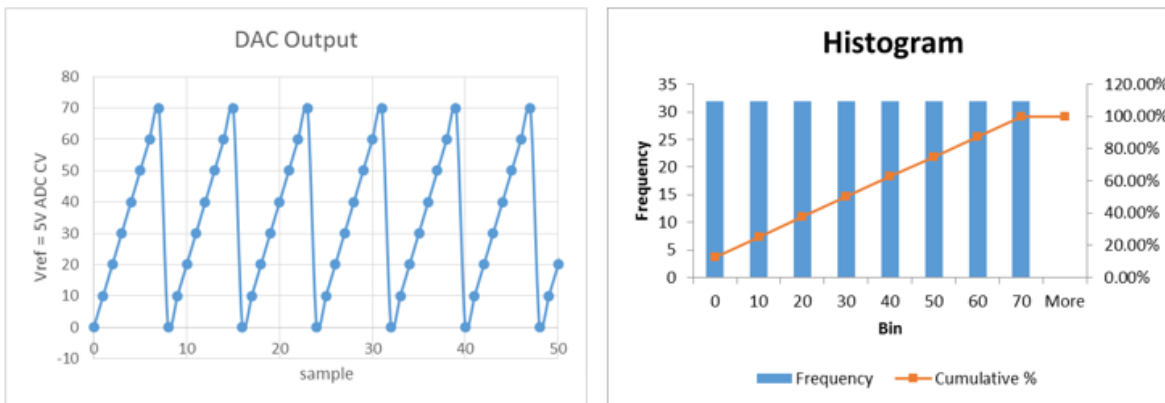 DAC Output
Vref = 5V ADC CV
80
70
60
50
40
30
20
10
0
-10
0 10 20 30 40 50
sample
Histogram
Frequency
35
30
25
20
15
10
5
0
120.00%
100.00%
80.00%
60.00%
40.00%
20.00%
0.00%
0 10 20 30 40 50 60 70 More
Bin
Frequency Cumulative %